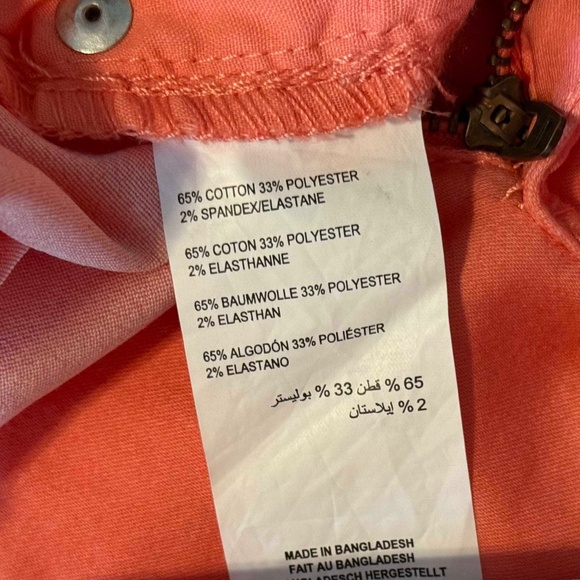 65% COTTON 33% POLYESTER
2% SPANDEX/ELASTANE
65% COTON 33% POLYESTER
2% ELASTHANNE
65% BAUMWOLLE 33% POLYESTER
2% ELASTHAN
65% ALGODÓN 33% POLIÉSTER
2% ELASTANO
65 % قطن 33 % بوليستر
2 % إيلاستان
MADE IN BANGLADESH
FAIT AU BANGLADESH
HERGESTELLT